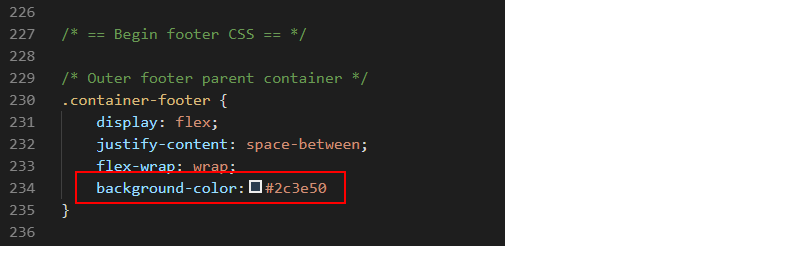 226
227 /* == Begin footer CSS == */
228
229 /* Outer footer parent container */
230 .container-footer {
231 display: flex;
232 justify-content: space-between;
233 flex-wrap: wrap;
234 background-color: #2c3e50
235 }
236